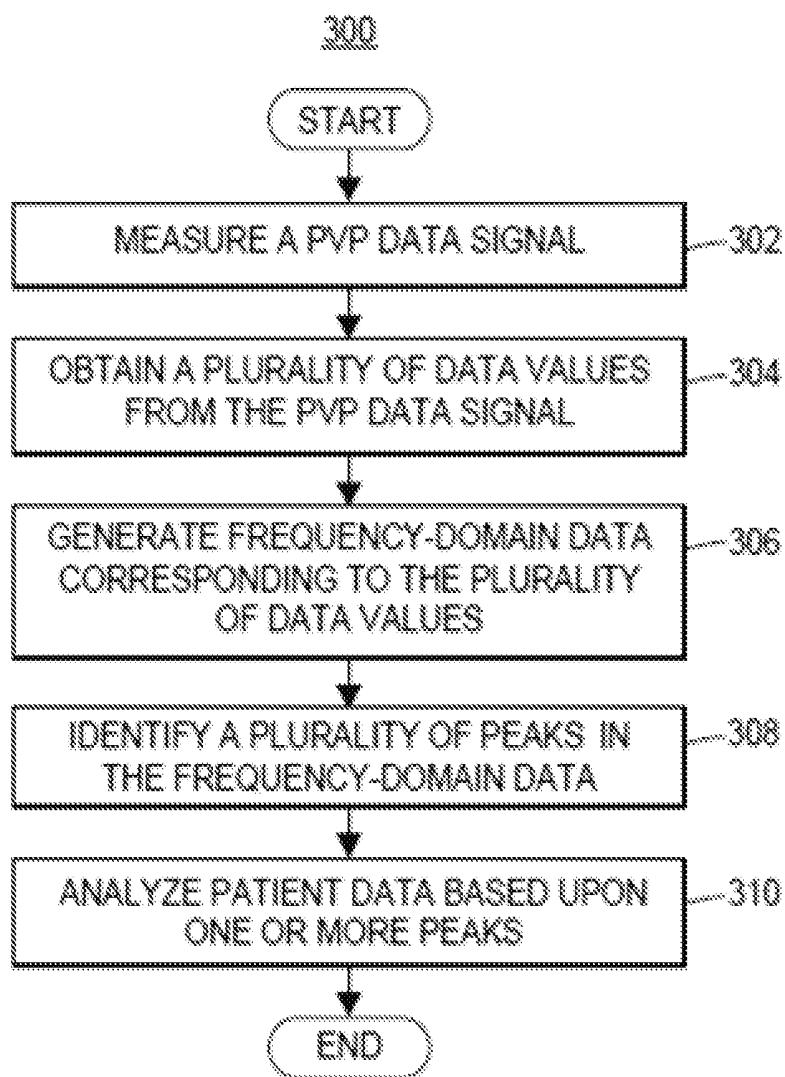 300
START
MEASURE A PVP DATA SIGNAL
302
OBTAIN A PLURALITY OF DATA VALUES
FROM THE PVP DATA SIGNAL
304
GENERATE FREQUENCY-DOMAIN DATA
CORRESPONDING TO THE PLURALITY
OF DATA VALUES
306
IDENTIFY A PLURALITY OF PEAKS IN
THE FREQUENCY-DOMAIN DATA
308
ANALYZE PATIENT DATA BASED UPON
ONE OR MORE PEAKS
310
END